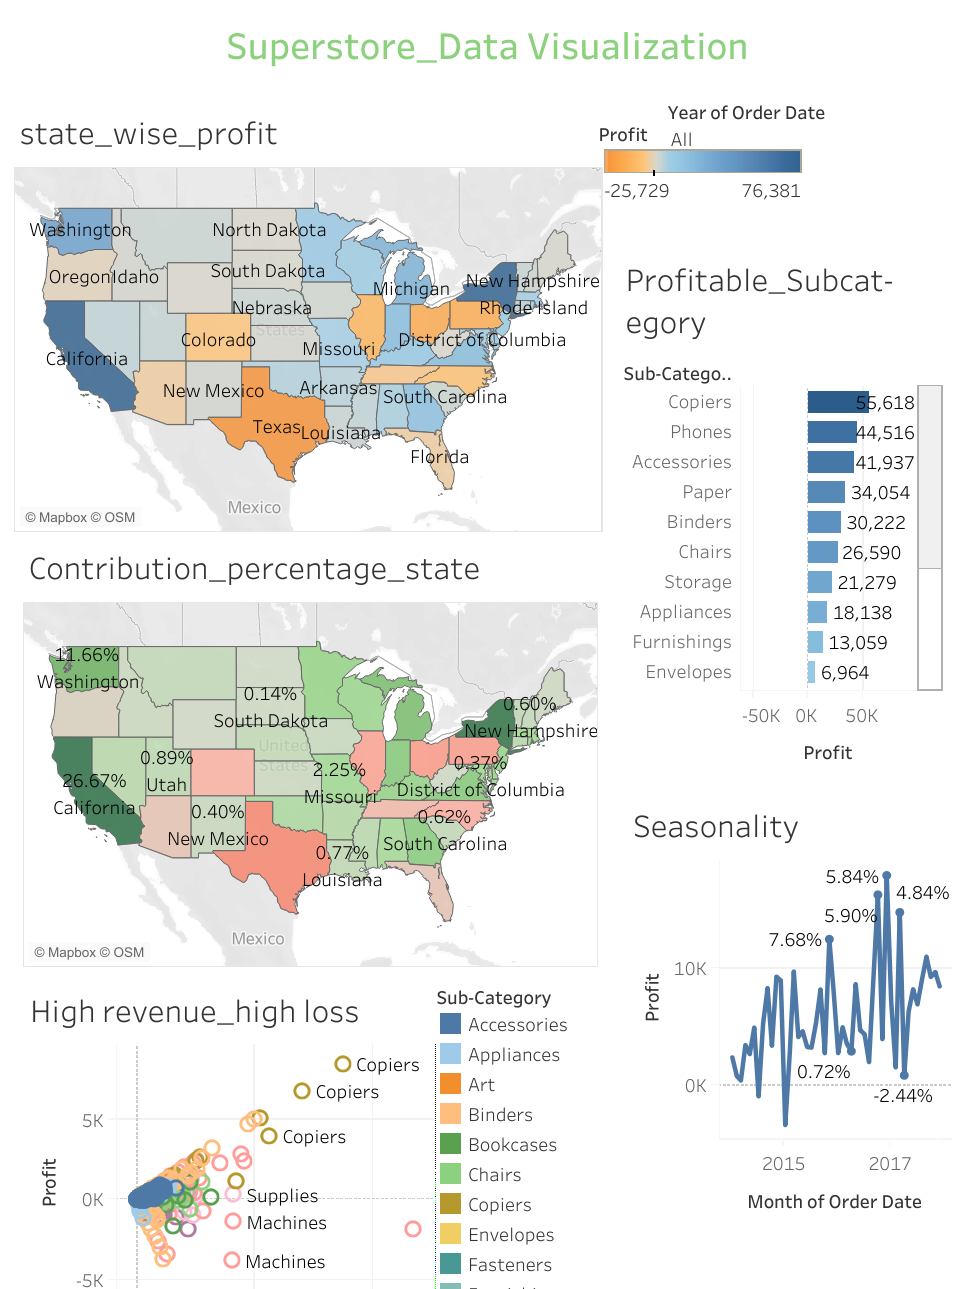 Superstore_Data Visualization
state_wise_profit
Year of Order Date
Profit
All
-25,729
76,381
Washington
North Dakota
Oregon
Idaho
South Dakota
Michigan
New Hampshire
Nebraska
Rhode Island
States
Colorado
Missouri
District of Columbia
California
New Mexico
Arkansas
South Carolina
Texas
Louisiana
Florida
Mexico
© Mapbox © OSM
Profitable_Subcat-
egory
Sub-Catego..
Copiers 55,618
Phones 44,516
Accessories 41,937
Paper 34,054
Binders 30,222
Chairs 26,590
Storage 21,279
Appliances 18,138
Furnishings 13,059
Envelopes 6,964
-50K 0K 50K
Profit
Contribution_percentage_state
11.66%
Washington
0.14%
South Dakota
0.60%
New Hampshire
United
States
0.89%
Utah
2.25%
Missouri
0.37%
District of Columbia
26.67%
California
0.40%
New Mexico
0.62%
South Carolina
0.77%
Louisiana
Mexico
© Mapbox © OSM
Seasonality
5.84%
4.84%
5.90%
7.68%
10K
Profit
0.72%
0K
-2.44%
2015 2017
Month of Order Date
High revenue_high loss
Copiers
Copiers
5K
Copiers
Profit
0K
Supplies
Machines
Machines
-5K
Sub-Category
Accessories
Appliances
Art
Binders
Bookcases
Chairs
Copiers
Envelopes
Fasteners